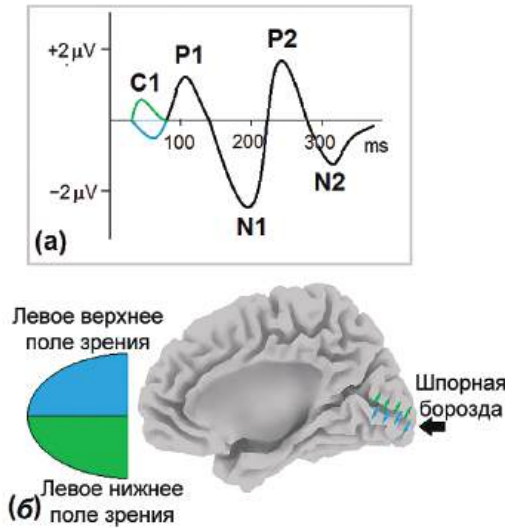 +2 μV
P1
P2
C1
100
200
300
ms
−2 μV
N1
N2
(а)
Левое верхнее
поле зрения
Шпорная
борозда
Левое нижнее
поле зрения
(б)